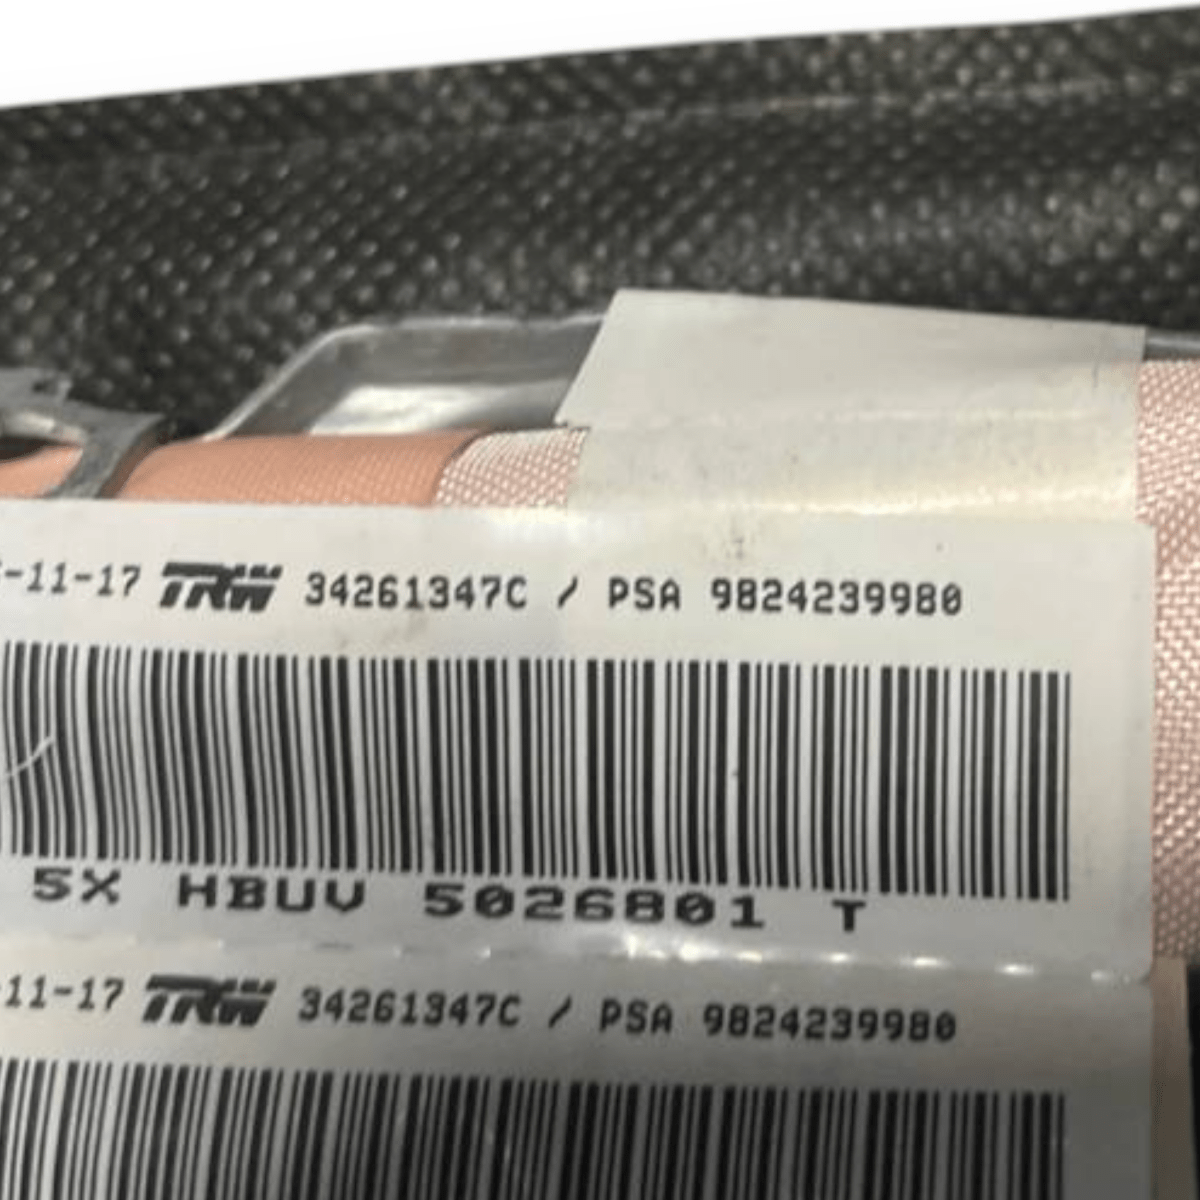 -11-17 TRW 34261347C / PSA 9824239980
5X HBUV 5026801 T
-11-17 TRW 34261347C / PSA 9824239980